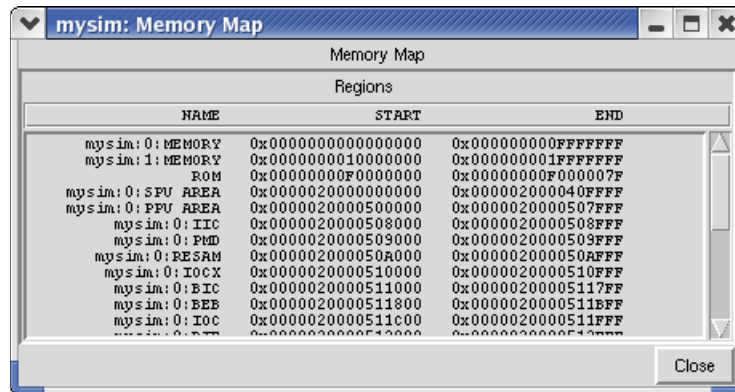 mysim: Memory Map
Memory Map
Regions
NAME START END
mysim:0:MEMORY 0x0000000000000000 0x000000000FFFFFFF
mysim:1:MEMORY 0x0000000010000000 0x000000001FFFFFFF
ROM 0x00000000F0000000 0x00000000F000007F
mysim:0:SPU AREA 0x0000020000000000 0x000002000040FFFF
mysim:0:PPU AREA 0x0000020000500000 0x0000020000507FFF
mysim:0:IIC 0x0000020000508000 0x0000020000508FFF
mysim:0:PMD 0x0000020000509000 0x0000020000509FFF
mysim:0:RESAM 0x000002000050A000 0x000002000050AFFF
mysim:0:IOCX 0x0000020000510000 0x0000020000510FFF
mysim:0:BIC 0x0000020000511000 0x00000200005117FF
mysim:0:BEB 0x0000020000511800 0x0000020000511BFF
mysim:0:IOC 0x0000020000511C00 0x0000020000511FFF
Close